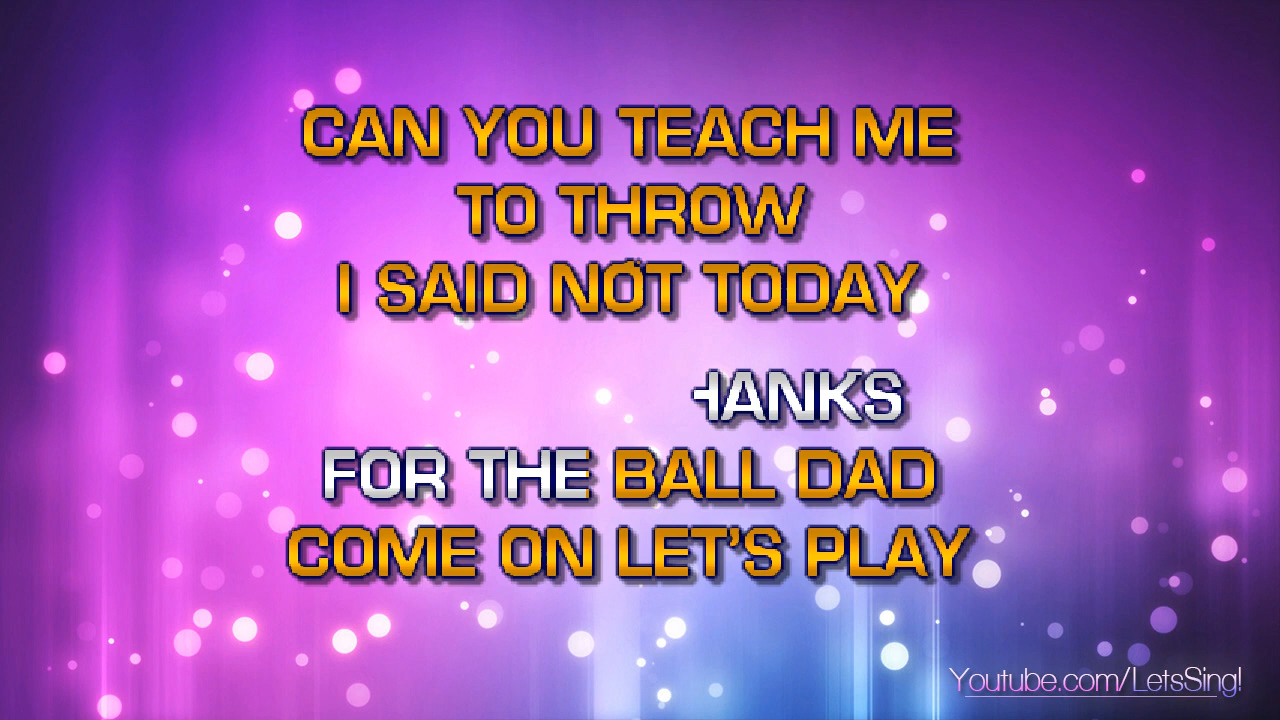 CAN YOU TEACH ME
TO THROW
I SAID NOT TODAY
HANKS
FOR THE BALL DAD
COME ON LET'S PLAY
Youtube.com/LetsSing!